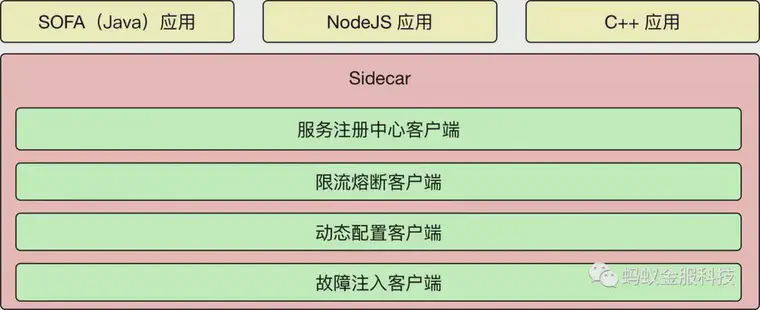 SOFA（Java）应用
NodeJS 应用
C++ 应用
Sidecar
服务注册中心客户端
限流熔断客户端
动态配置客户端
故障注入客户端
蚂蚁金服科技